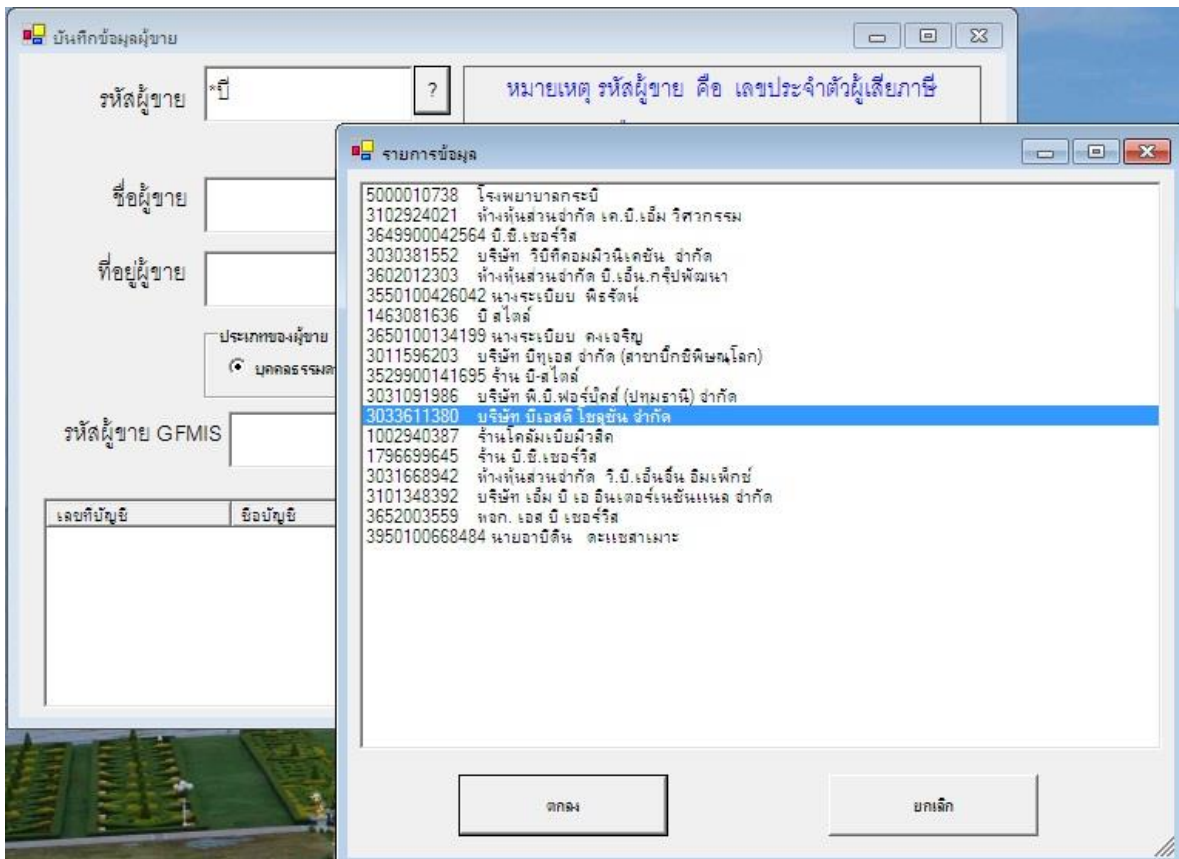 บันทึกข้อมูลผู้ขาย
รหัสผู้ขาย *บี ?
หมายเหตุ รหัสผู้ขาย คือ เลขประจำตัวผู้เสียภาษี
ชื่อผู้ขาย
ที่อยู่ผู้ขาย
ประเภทของผู้ขาย
บุคคลธรรมดา
รหัสผู้ขาย GFMIS
เลขที่บัญชี ชื่อบัญชี
รายการข้อมูล
5000010738 โรงพยาบาลกระบี่
3102924021 ห้างหุ้นส่วนจำกัด เค.บี.เอ็ม วิศวกรรม
3649900042564 บี.ซี.เซอร์วิส
3030381552 บริษัท วีบีทีคอมมิวนิเคชั่น จำกัด
3602012303 ห้างหุ้นส่วนจำกัด บี.เอ็น.กรุ๊ปพัฒนา
3550100426042 นางระเบียบ พิธรัตน์
1463081636 บี สไตล์
3650100134199 นางระเบียบ คงเจริญ
3011596203 บริษัท บีทูเอส จำกัด (สาขาบิ๊กซีพิษณุโลก)
3529900141695 ร้าน บี-สไตล์
3031091986 บริษัท พี.บี.ฟอร์บุ๊คส์ (ปทุมธานี) จำกัด
3033611380 บริษัท บีเอสดี โซลูชั่น จำกัด
1002940387 ร้านโคลัมเบียมิวสิค
1796699645 ร้าน บี.ซี.เซอร์วิส
3031668942 ห้างหุ้นส่วนจำกัด วี.บี.เอ็นจิ้น อิมเพ็กซ์
3101348392 บริษัท เอ็ม บี เอ อินเตอร์เนชั่นแนล จำกัด
3652003559 หจก. เอส บี เซอร์วิส
3950100668484 นายอาบีดีน ดะแซสาเมาะ
ตกลง ยกเลิก